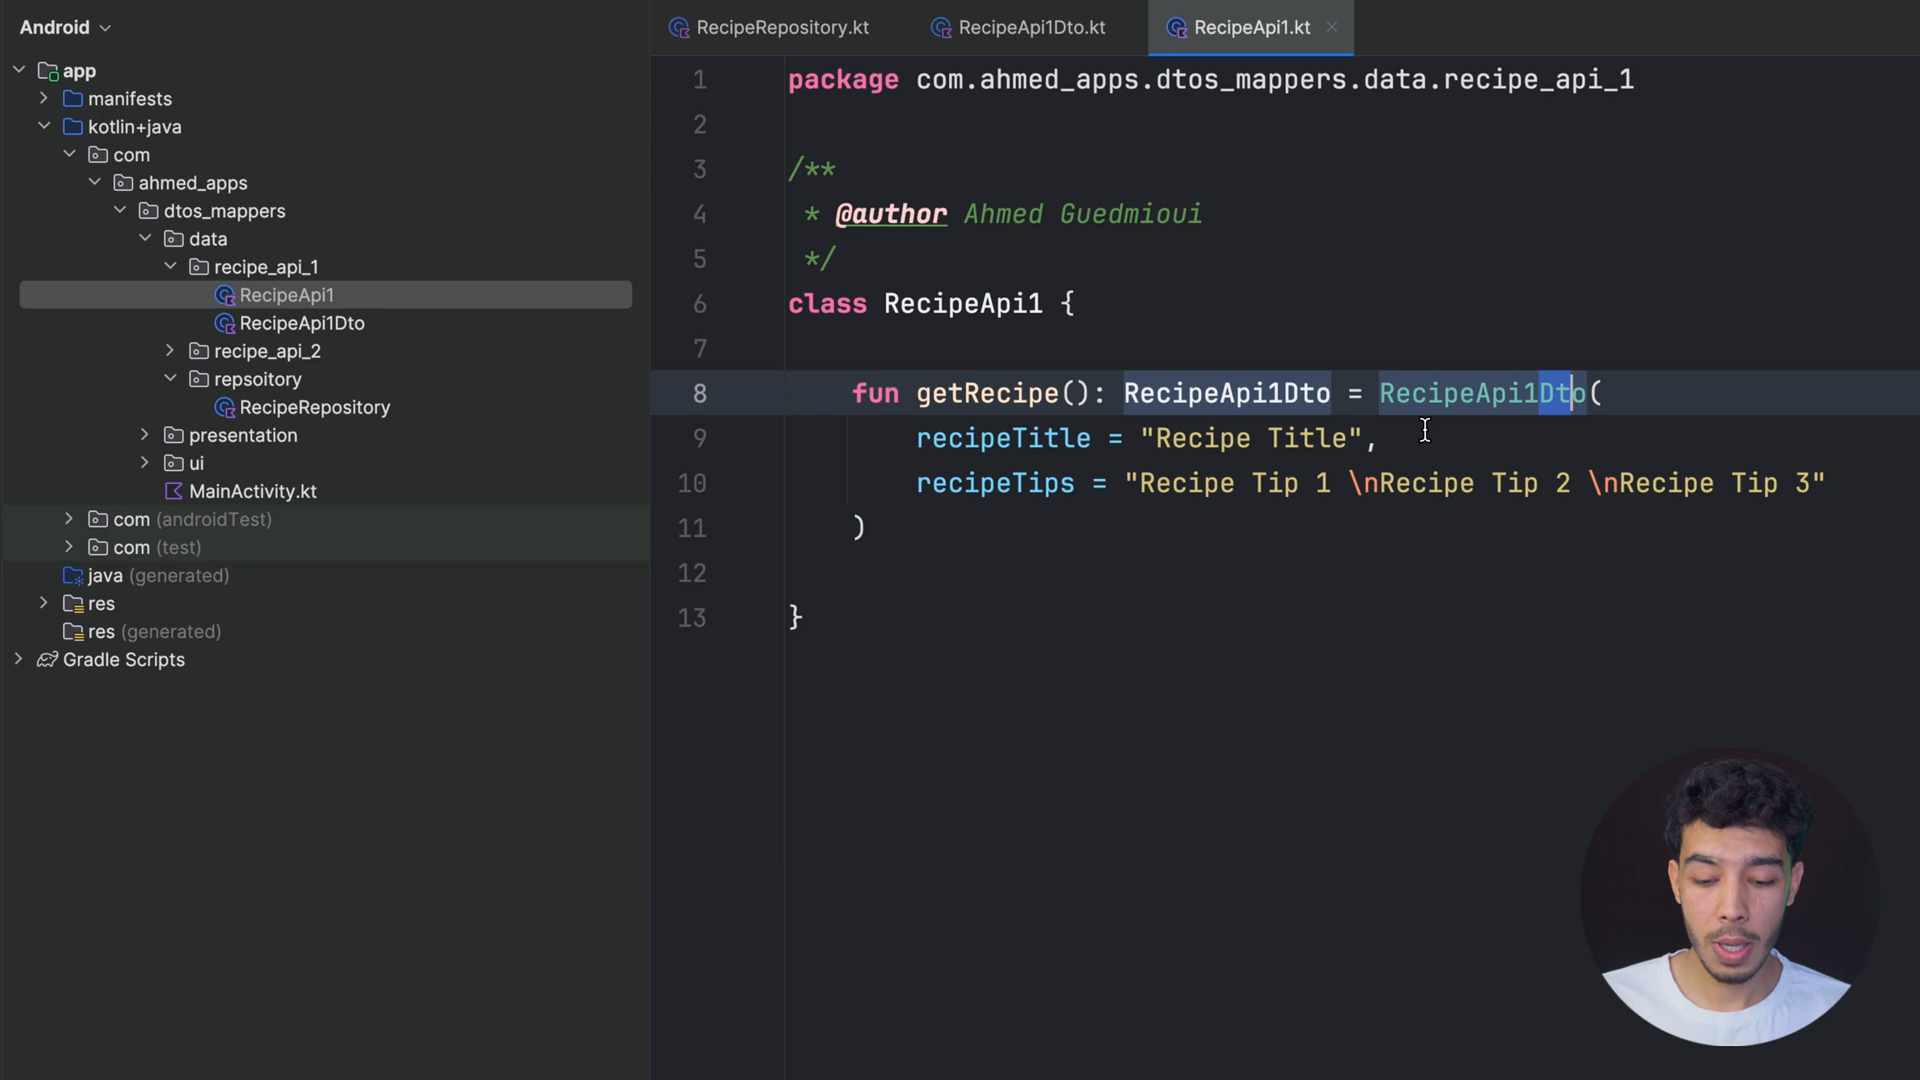 Android
app
manifests
kotlin+java
com
ahmed_apps
dtos_mappers
data
recipe_api_1
RecipeApi1
RecipeApi1Dto
recipe_api_2
repsoitory
RecipeRepository
presentation
ui
MainActivity.kt
com (androidTest)
com (test)
java (generated)
res
res (generated)
Gradle Scripts
RecipeRepository.kt RecipeApi1Dto.kt RecipeApi1.kt
1 package com.ahmed_apps.dtos_mappers.data.recipe_api_1
2
3 /**
4 * @author Ahmed Guedmioui
5 */
6 class RecipeApi1 {
7
8 fun getRecipe(): RecipeApi1Dto = RecipeApi1Dto(
9 recipeTitle = "Recipe Title",
10 recipeTips = "Recipe Tip 1 \nRecipe Tip 2 \nRecipe Tip 3"
11 )
12
13 }